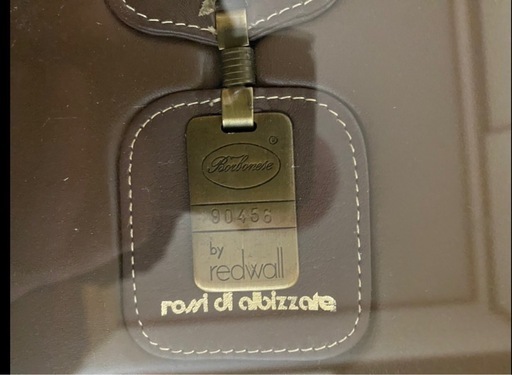 ®
Borbonese
90456
by
redwall
rossi di albizzate